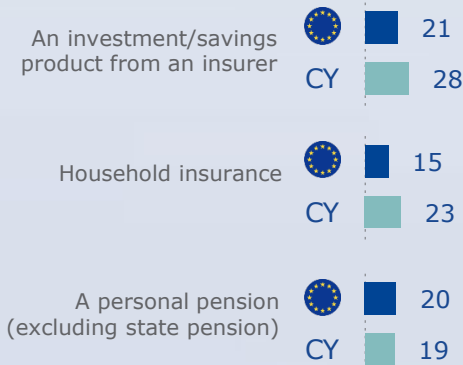 An investment/savings
product from an insurer
21
CY 28
Household insurance
15
CY 23
A personal pension
(excluding state pension)
20
CY 19